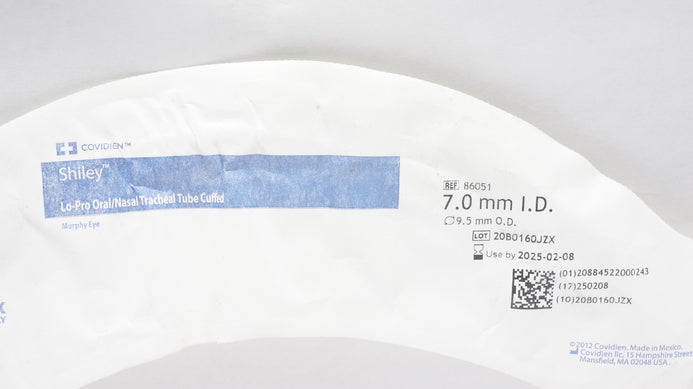 COVIDIEN™
Shiley™
Lo-Pro Oral/Nasal Tracheal Tube Cuffed
Murphy Eye
REF 86051
7.0 mm I.D.
∅9.5 mm O.D.
LOT 20B0160JZX
Use by 2025-02-08
(01)20884522000243
(17)250208
(10)20B0160JZX
©2012 Covidien. Made in Mexico.
Covidien llc, 15 Hampshire Street,
Mansfield, MA 02048 USA.